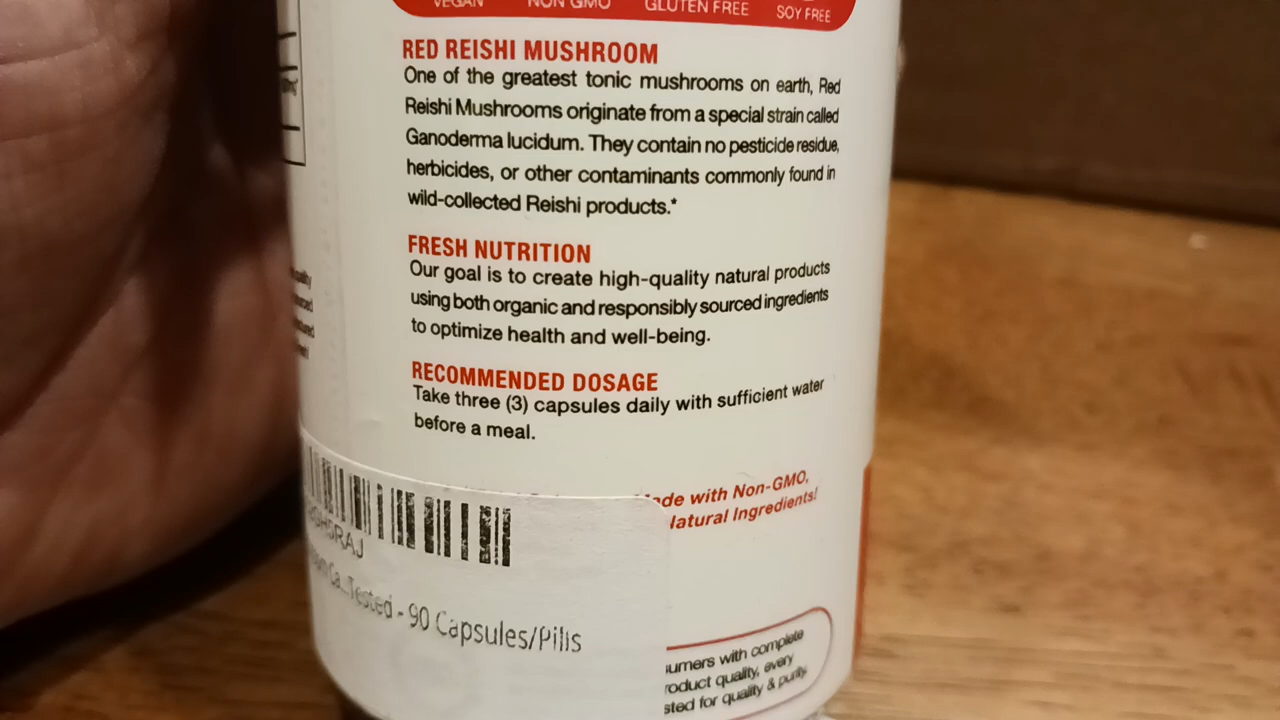 VEGAN NON GMO GLUTEN FREE SOY FREE
RED REISHI MUSHROOM
One of the greatest tonic mushrooms on earth, Red
Reishi Mushrooms originate from a special strain called
Ganoderma lucidum. They contain no pesticide residue,
herbicides, or other contaminants commonly found in
wild-collected Reishi products.*
FRESH NUTRITION
Our goal is to create high-quality natural products
using both organic and responsibly sourced ingredients
to optimize health and well-being.
RECOMMENDED DOSAGE
Take three (3) capsules daily with sufficient water
before a meal.
with Non-GMO,
Ingredients!
Tested - 90 Capsules/Pills
with complete
quality, every
for quality & purity.